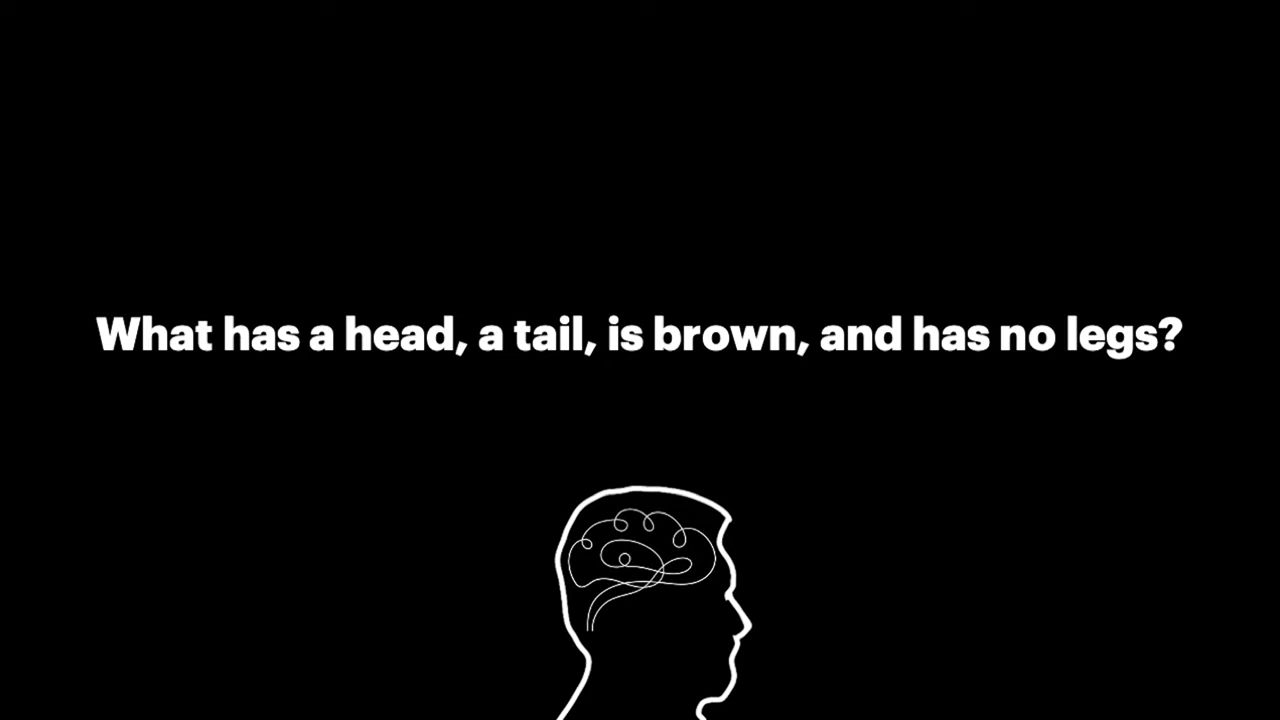 What has a head, a tail, is brown, and has no legs?